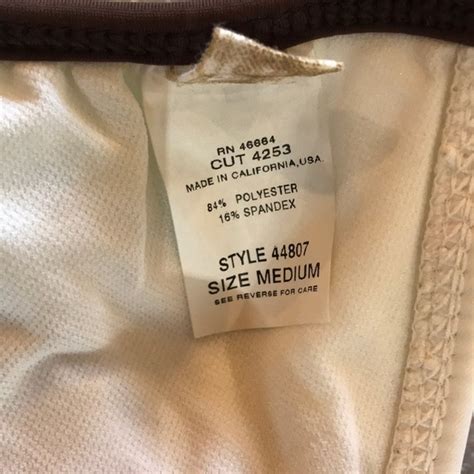 RN 46664
CUT 4253
MADE IN CALIFORNIA, USA.
84% POLYESTER
16% SPANDEX
STYLE 44807
SIZE MEDIUM
SEE REVERSE FOR CARE